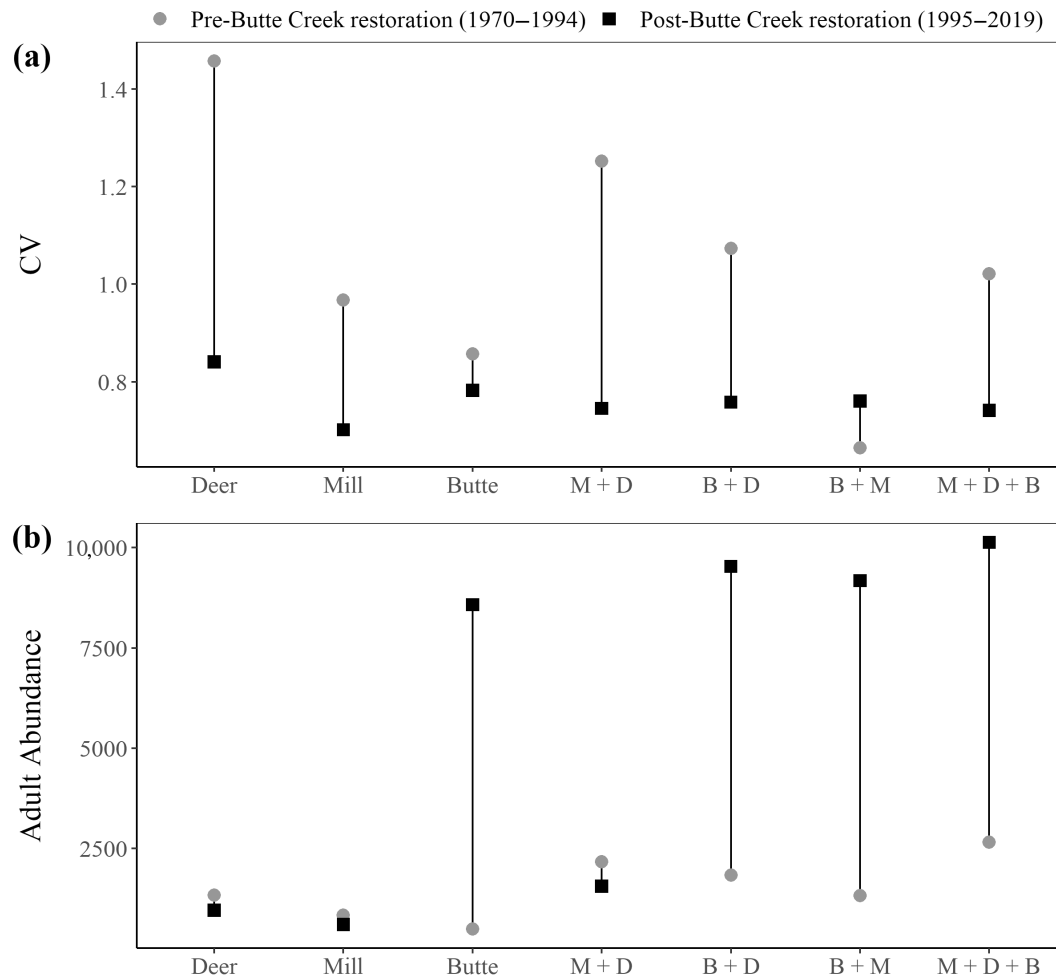 Pre-Butte Creek restoration (1970–1994) Post-Butte Creek restoration (1995–2019)
(a)
1.4
1.2
1.0
0.8
CV
Deer Mill Butte M + D B + D B + M M + D + B
(b)
10,000
7500
5000
2500
Adult Abundance
Deer Mill Butte M + D B + D B + M M + D + B